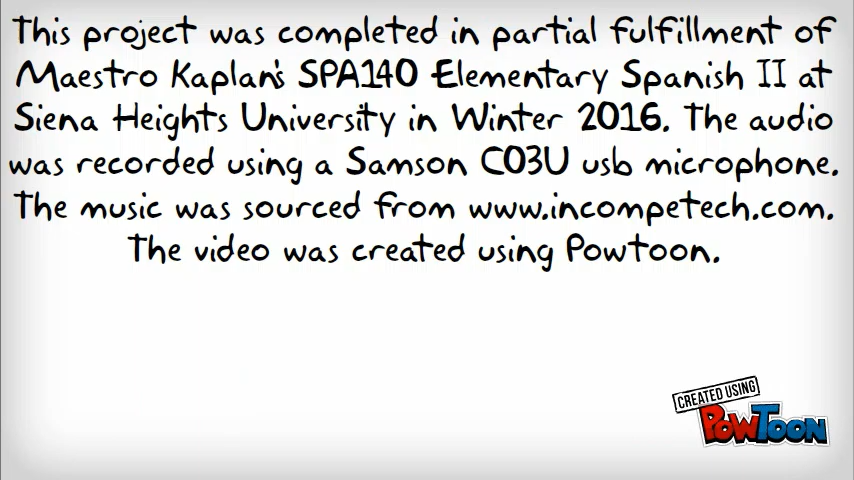 This project was completed in partial fulfillment of
Maestro Kaplan's SPA140 Elementary Spanish II at
Siena Heights University in Winter 2016. The audio
was recorded using a Samson C03U usb microphone.
The music was sourced from www.incompetech.com.
The video was created using Powtoon.
CREATED USING
POWTOON